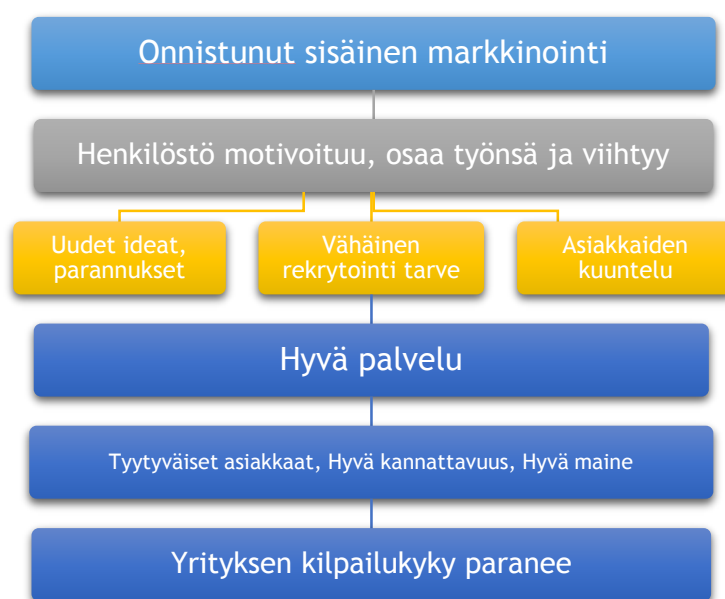 Onnistunut sisäinen markkinointi
Henkilöstö motivoituu, osaa työnsä ja viihtyy
Uudet ideat,
parannukset
Vähäinen
rekrytointi tarve
Asiakkaiden
kuuntelu
Hyvä palvelu
Tyytyväiset asiakkaat, Hyvä kannattavuus, Hyvä maine
Yrityksen kilpailukyky paranee